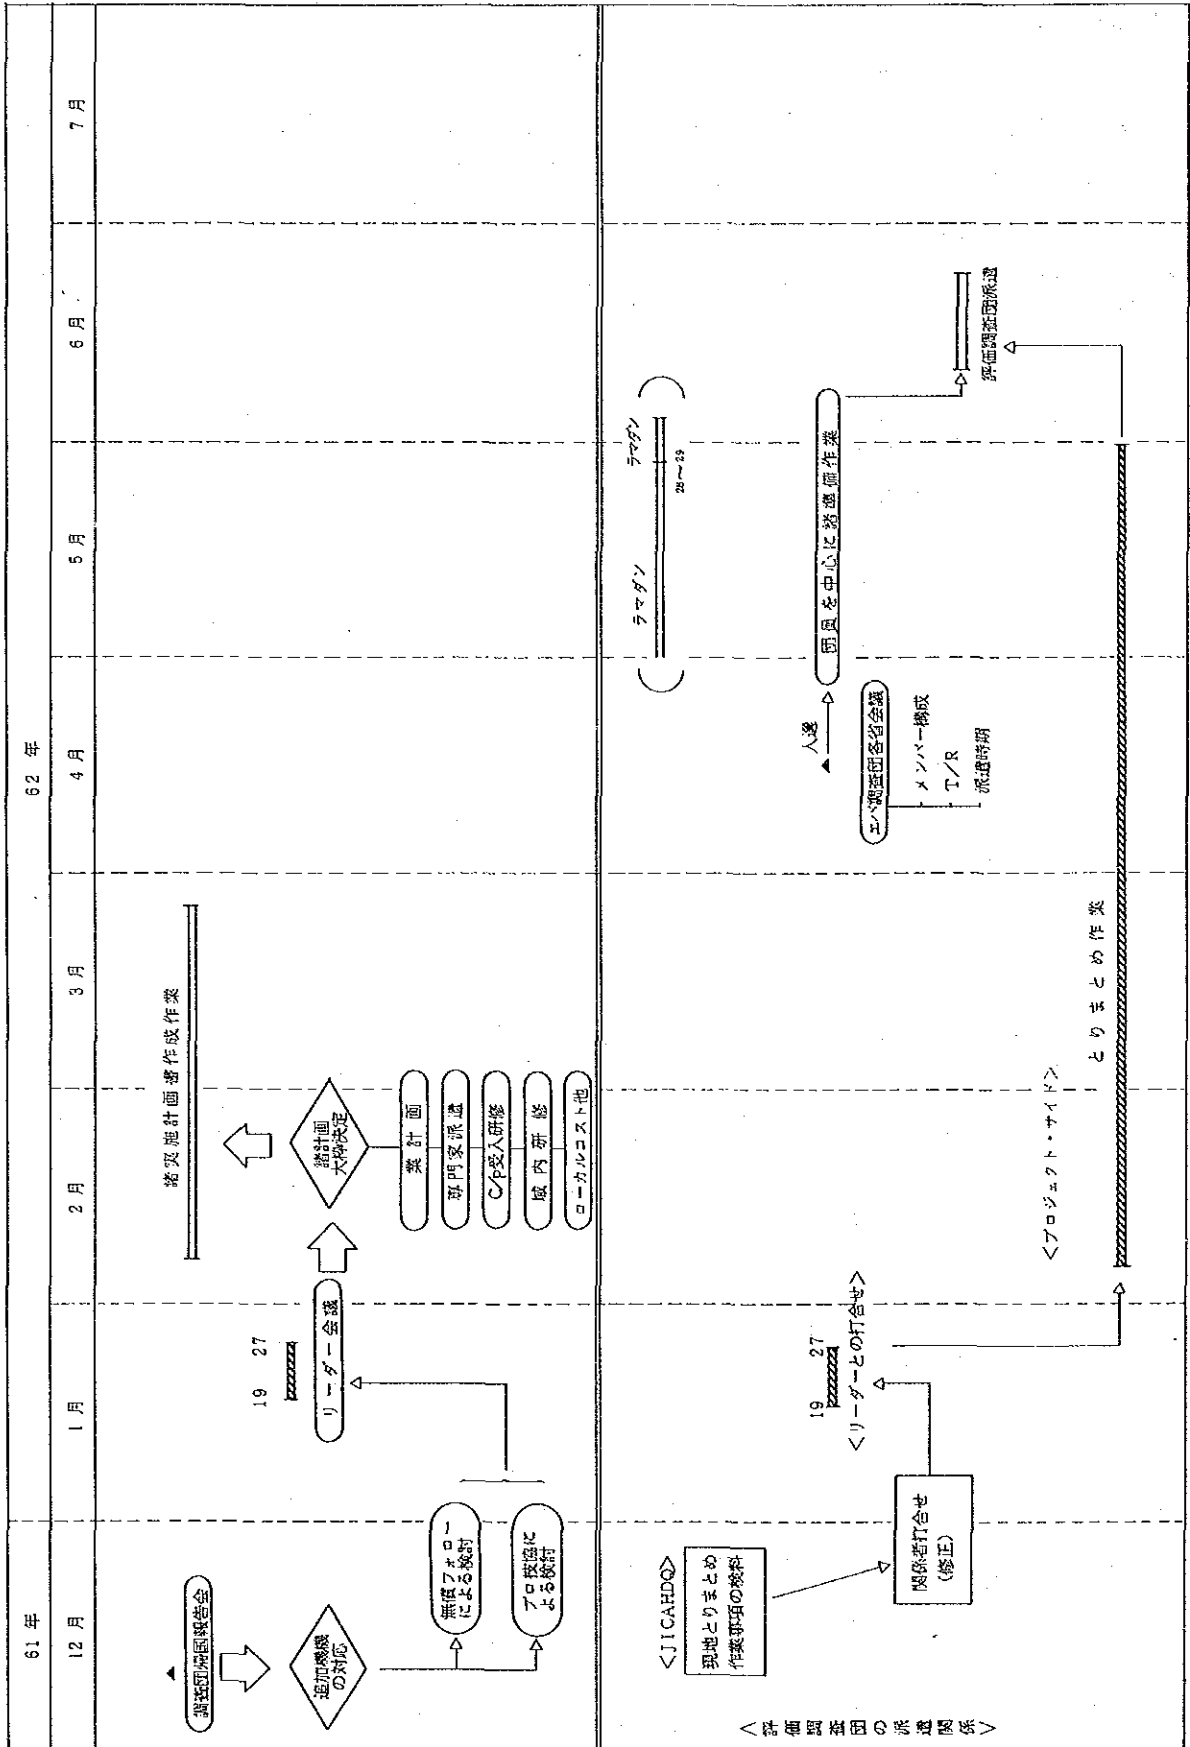 61 年
62 年
12 月
1 月
2 月
3 月
4 月
5 月
6 月
7 月
調査団帰国報告会
追加機機
の対応
無償フォロー
による検討
プロ技協に
よる検討
19 27
リーダー会議
諸計画
大枠決定
諸実施計画書作成作業
業計画
専門家派遣
C/P受入研修
域内研修
ローカルコスト他
<評価調査団の派遣関係>
<JICAHDQ>
現地とりまとめ
作業事項の検料
関係者打合せ
(修正)
19 27
<リーダーとの打合せ>
<プロジェクト・サイド>
とりまとめ作業
エバ調査団各省会議
メンバー構成
T/R
派遣時期
人選
団員を中心に諸準備作業
ラマダン
ラマダン
28〜29
評価調査団派遣